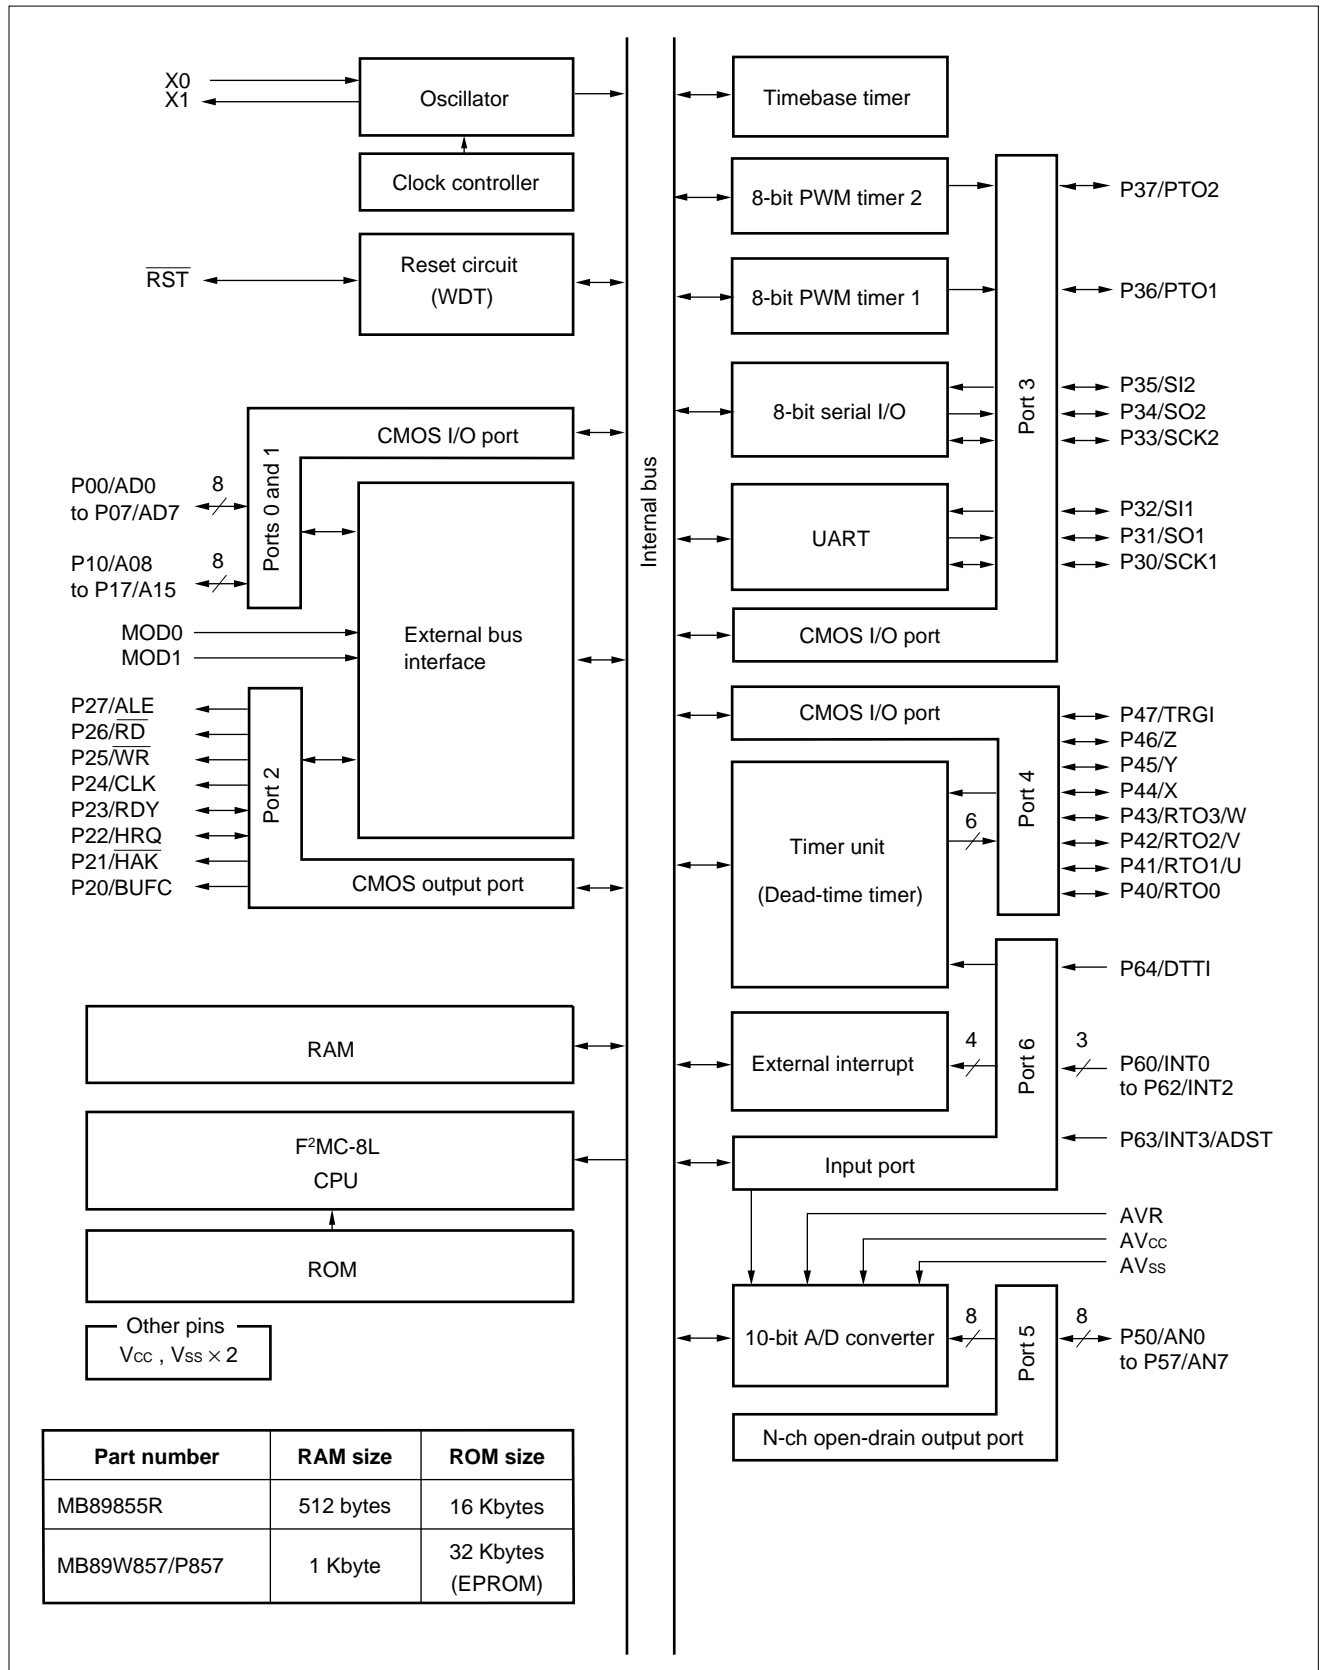 X0
X1
Oscillator
Clock controller
RST
Reset circuit
(WDT)
CMOS I/O port
Ports 0 and 1
P00/AD0
to P07/AD7
8
P10/A08
to P17/A15
8
MOD0
MOD1
External bus
interface
P27/ALE
P26/RD
P25/WR
P24/CLK
P23/RDY
P22/HRQ
P21/HAK
P20/BUFC
Port 2
CMOS output port
RAM
F²MC-8L
CPU
ROM
Other pins
Vcc , Vss × 2
Internal bus
Timebase timer
8-bit PWM timer 2
8-bit PWM timer 1
8-bit serial I/O
UART
CMOS I/O port
Port 3
P37/PTO2
P36/PTO1
P35/SI2
P34/SO2
P33/SCK2
P32/SI1
P31/SO1
P30/SCK1
CMOS I/O port
Port 4
Timer unit
(Dead-time timer)
6
P47/TRGI
P46/Z
P45/Y
P44/X
P43/RTO3/W
P42/RTO2/V
P41/RTO1/U
P40/RTO0
P64/DTTI
External interrupt
4
Port 6
3
P60/INT0
to P62/INT2
P63/INT3/ADST
Input port
AVR
AVcc
AVss
10-bit A/D converter
8
Port 5
8
P50/AN0
to P57/AN7
N-ch open-drain output port
Part number RAM size ROM size
MB89855R 512 bytes 16 Kbytes
MB89W857/P857 1 Kbyte 32 Kbytes
(EPROM)